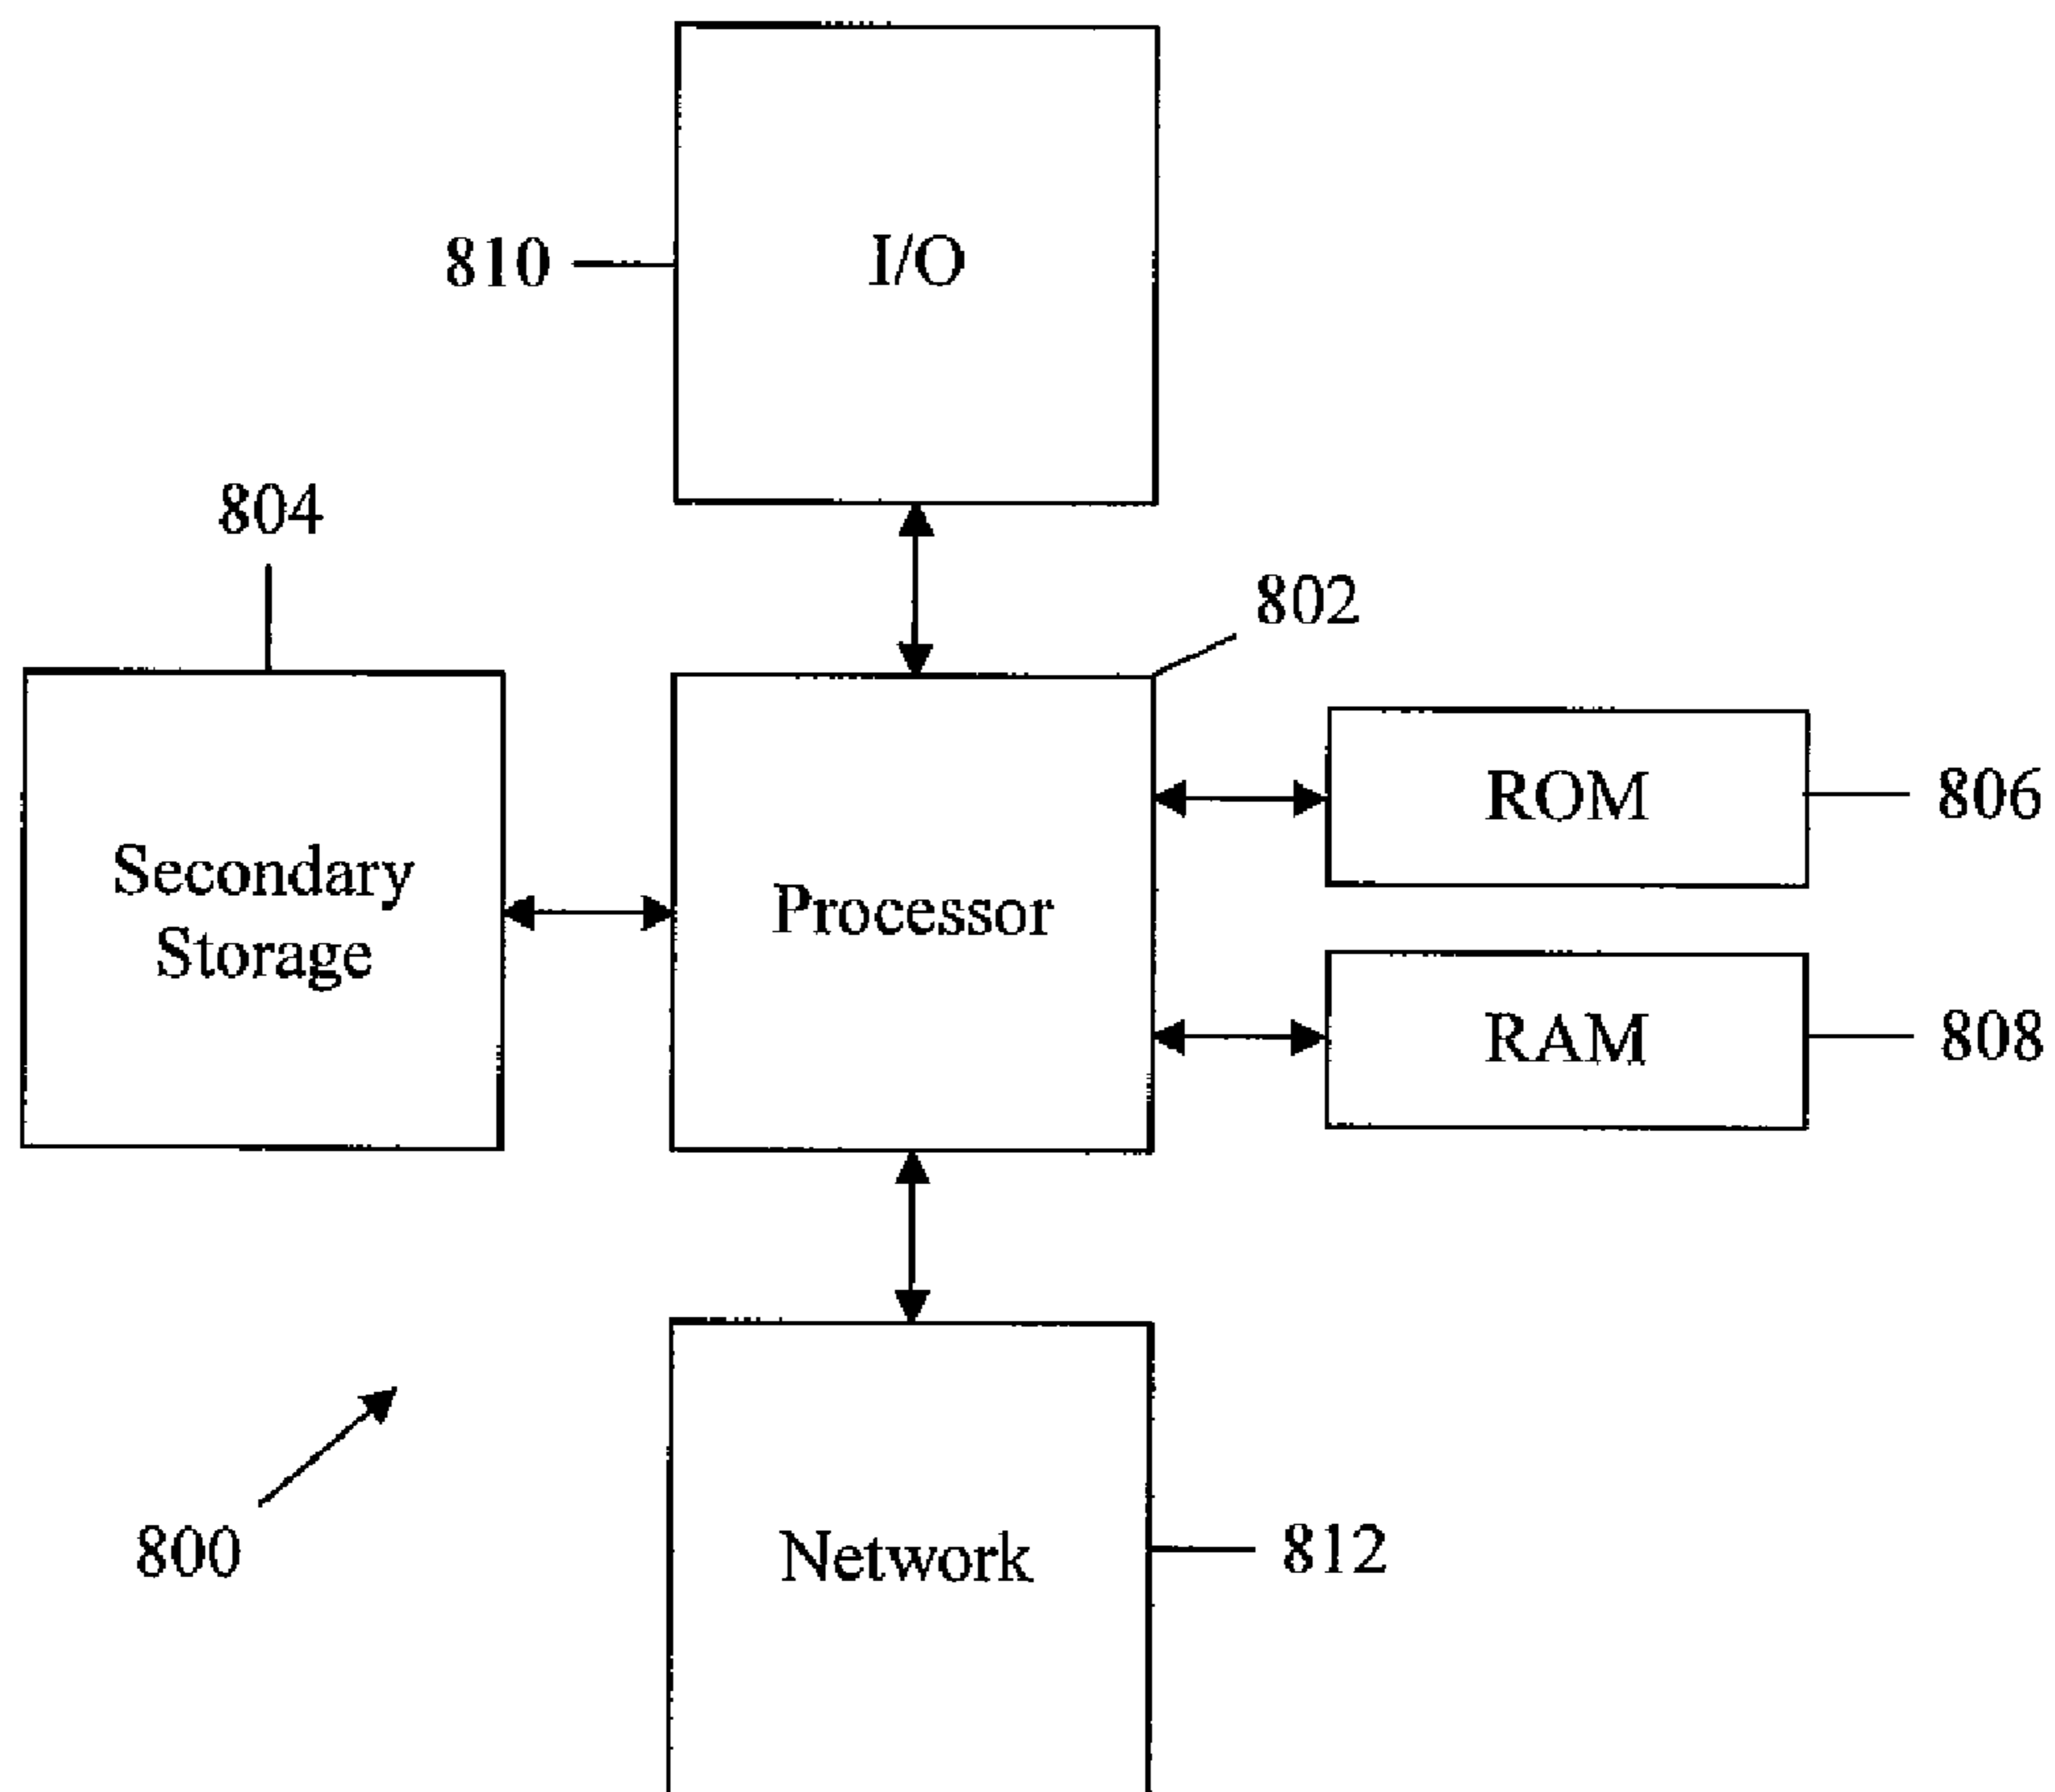 810
I/O
804
802
Secondary
Storage
Processor
ROM
806
RAM
808
800
Network
812